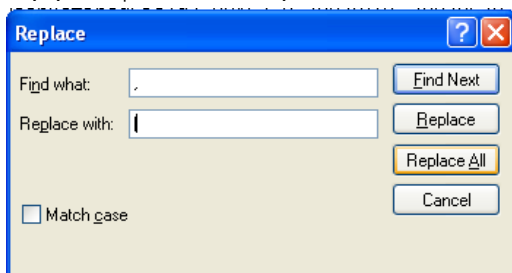 Replace
Find what: ,
Find Next
Replace with:
Replace
Replace All
Cancel
Match case